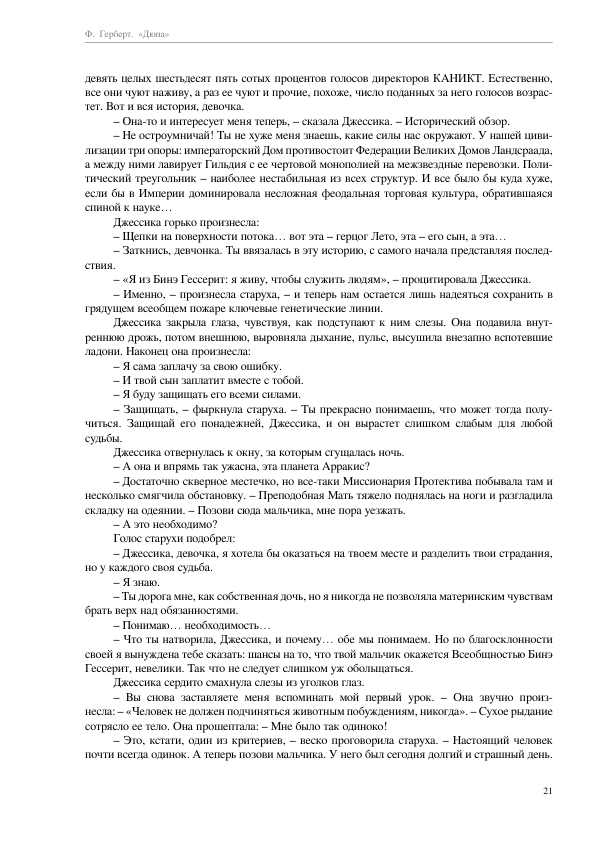 Ф. Герберт. «Дюна»
девять целых шестьдесят пять сотых процентов голосов директоров КАНИКТ. Естественно,
все они чуют наживу, а раз ее чуют и прочие, похоже, число поданных за него голосов возрас-
тет. Вот и вся история, девочка.
– Она-то и интересует меня теперь, – сказала Джессика. – Исторический обзор.
– Не остроумничай! Ты не хуже меня знаешь, какие силы нас окружают. У нашей циви-
лизации три опоры: императорский Дом противостоит Федерации Великих Домов Ландсраада,
а между ними лавирует Гильдия с ее чертовой монополией на межзвездные перевозки. Поли-
тический треугольник – наиболее нестабильная из всех структур. И все было бы куда хуже,
если бы в Империи доминировала несложная феодальная торговая культура, обратившаяся
спиной к науке…
Джессика горько произнесла:
– Щепки на поверхности потока… вот эта – герцог Лето, эта – его сын, а эта…
– Заткнись, девчонка. Ты ввязалась в эту историю, с самого начала представляя послед-
ствия.
– «Я из Бинэ Гессерит: я живу, чтобы служить людям», – процитировала Джессика.
– Именно, – произнесла старуха, – и теперь нам остается лишь надеяться сохранить в
грядущем всеобщем пожаре ключевые генетические линии.
Джессика закрыла глаза, чувствуя, как подступают к ним слезы. Она подавила внут-
реннюю дрожь, потом внешнюю, выровняла дыхание, пульс, высушила внезапно вспотевшие
ладони. Наконец она произнесла:
– Я сама заплачу за свою ошибку.
– И твой сын заплатит вместе с тобой.
– Я буду защищать его всеми силами.
– Защищать, – фыркнула старуха. – Ты прекрасно понимаешь, что может тогда полу-
читься. Защищай его понадежней, Джессика, и он вырастет слишком слабым для любой
судьбы.
Джессика отвернулась к окну, за которым сгущалась ночь.
– А она и впрямь так ужасна, эта планета Арракис?
– Достаточно скверное местечко, но все-таки Миссионария Протектива побывала там и
несколько смягчила обстановку. – Преподобная Мать тяжело поднялась на ноги и разгладила
складку на одеянии. – Позови сюда мальчика, мне пора уезжать.
– А это необходимо?
Голос старухи подобрел:
– Джессика, девочка, я хотела бы оказаться на твоем месте и разделить твои страдания,
но у каждого своя судьба.
– Я знаю.
– Ты дорога мне, как собственная дочь, но я никогда не позволяла материнским чувствам
брать верх над обязанностями.
– Понимаю… необходимость…
– Что ты натворила, Джессика, и почему… обе мы понимаем. Но по благосклонности
своей я вынуждена тебе сказать: шансы на то, что твой мальчик окажется Всеобщностью Бинэ
Гессерит, невелики. Так что не следует слишком уж обольщаться.
Джессика сердито смахнула слезы из уголков глаз.
– Вы снова заставляете меня вспоминать мой первый урок. – Она звучно произ-
несла: – «Человек не должен подчиняться животным побуждениям, никогда». – Сухое рыдание
сотрясло ее тело. Она прошептала: – Мне было так одиноко!
– Это, кстати, один из критериев, – веско проговорила старуха. – Настоящий человек
почти всегда одинок. А теперь позови мальчика. У него был сегодня долгий и страшный день.
21